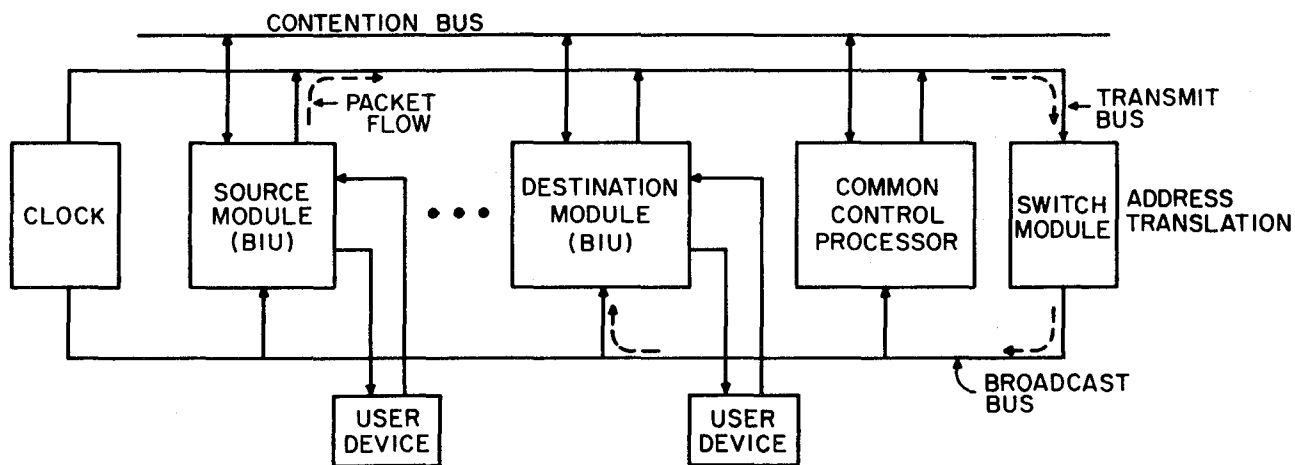 CONTENTION BUS
PACKET
FLOW
TRANSMIT
BUS
CLOCK
SOURCE
MODULE
(BIU)
DESTINATION
MODULE
(BIU)
COMMON
CONTROL
PROCESSOR
SWITCH
MODULE
ADDRESS
TRANSLATION
BROADCAST
BUS
USER
DEVICE
USER
DEVICE